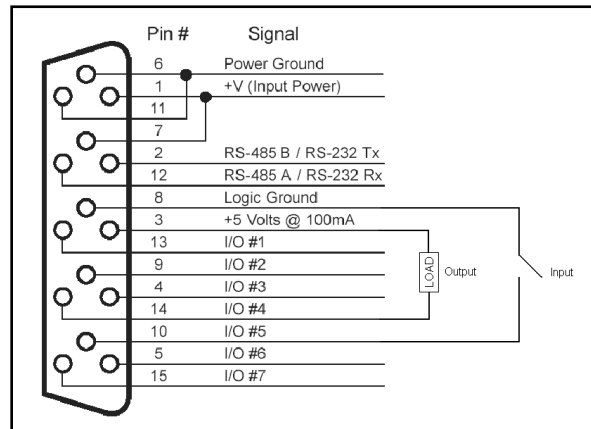 Pin # Signal
6 Power Ground
1 +V (Input Power)
11
7
2 RS-485 B / RS-232 Tx
12 RS-485 A / RS-232 Rx
8 Logic Ground
3 +5 Volts @ 100mA
13 I/O #1
9 I/O #2
4 I/O #3
14 I/O #4
10 I/O #5
5 I/O #6
15 I/O #7
LOAD
Output
Input